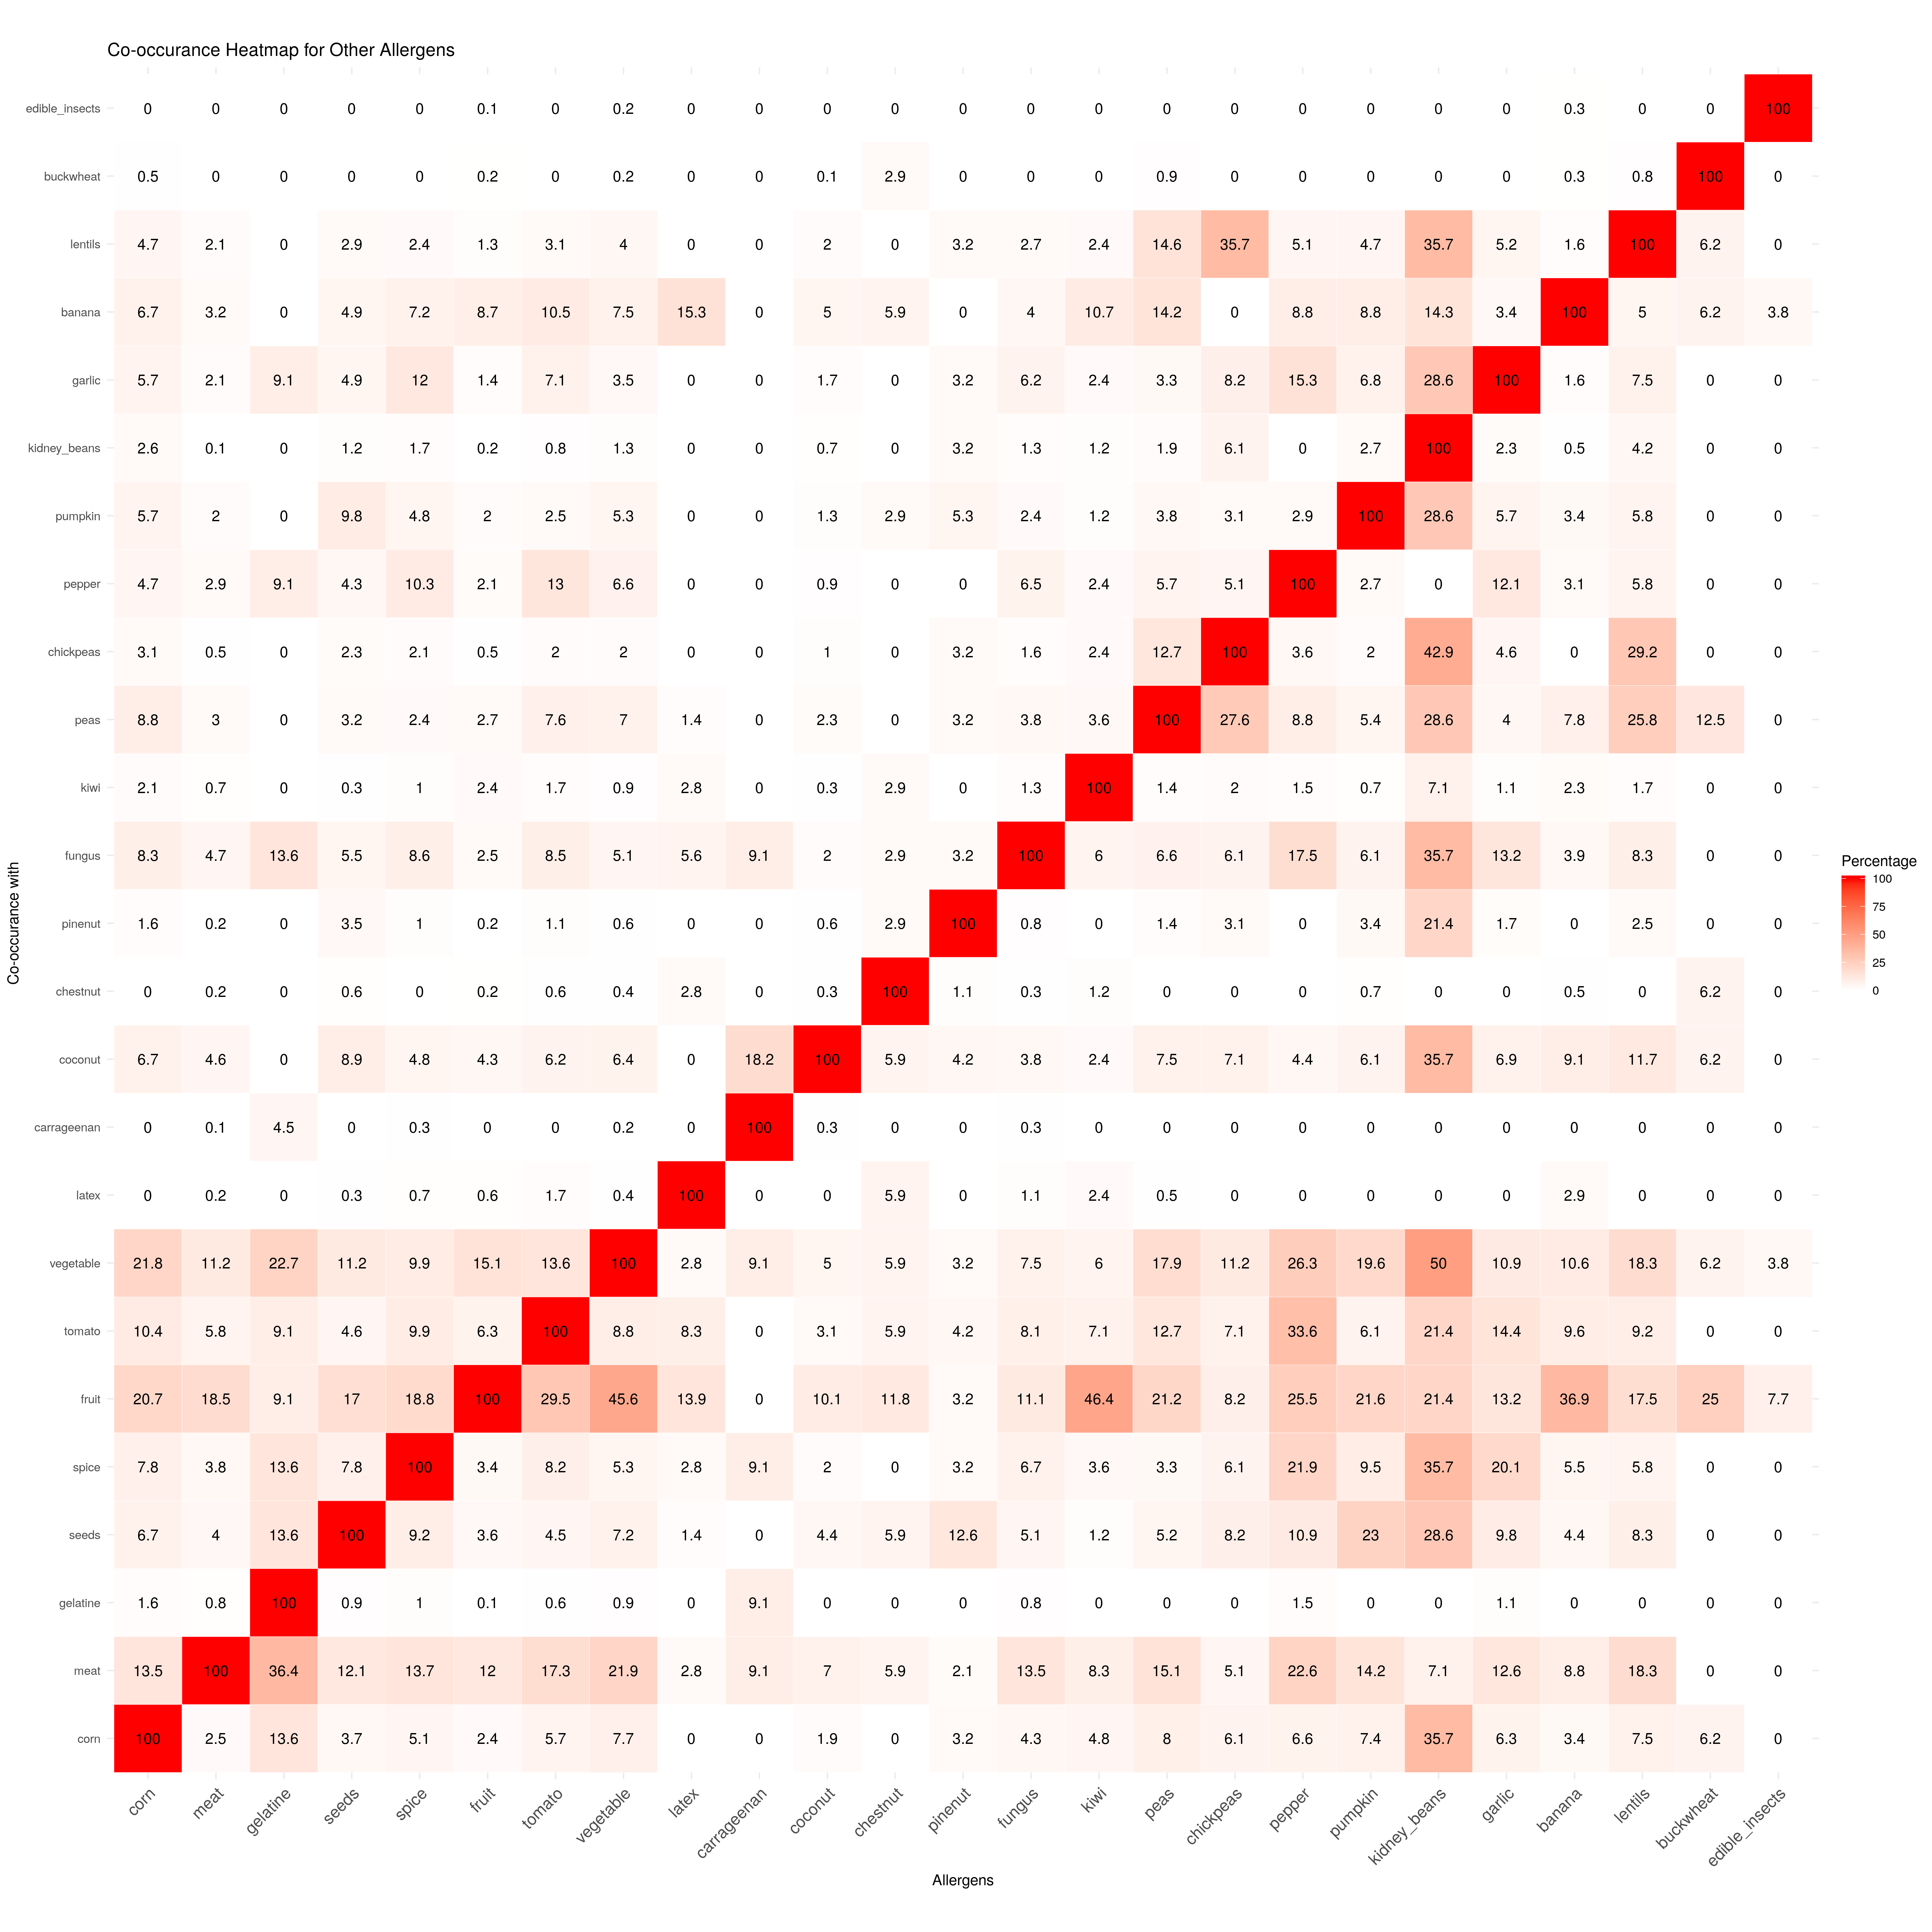 Co-occurance Heatmap for Other Allergens
edible_insects 0 0 0 0 0 0.1 0 0.2 0 0 0 0 0 0 0 0 0 0 0 0 0 0.3 0 0 100
buckwheat 0.5 0 0 0 0 0.2 0 0.2 0 0 0.1 2.9 0 0 0 0.9 0 0 0 0 0 0.3 0.8 100 0
lentils 4.7 2.1 0 2.9 2.4 1.3 3.1 4 0 0 2 0 3.2 2.7 2.4 14.6 35.7 5.1 4.7 35.7 5.2 1.6 100 6.2 0
banana 6.7 3.2 0 4.9 7.2 8.7 10.5 7.5 15.3 0 5 5.9 0 4 10.7 14.2 0 8.8 8.8 14.3 3.4 100 5 6.2 3.8
garlic 5.7 2.1 9.1 4.9 12 1.4 7.1 3.5 0 0 1.7 0 3.2 6.2 2.4 3.3 8.2 15.3 6.8 28.6 100 1.6 7.5 0 0
kidney_beans 2.6 0.1 0 1.2 1.7 0.2 0.8 1.3 0 0 0.7 0 3.2 1.3 1.2 1.9 6.1 0 2.7 100 2.3 0.5 4.2 0 0
pumpkin 5.7 2 0 9.8 4.8 2 2.5 5.3 0 0 1.3 2.9 5.3 2.4 1.2 3.8 3.1 2.9 100 28.6 5.7 3.4 5.8 0 0
pepper 4.7 2.9 9.1 4.3 10.3 2.1 13 6.6 0 0 0.9 0 0 6.5 2.4 5.7 5.1 100 2.7 0 12.1 3.1 5.8 0 0
chickpeas 3.1 0.5 0 2.3 2.1 0.5 2 2 0 0 1 0 3.2 1.6 2.4 12.7 100 3.6 2 42.9 4.6 0 29.2 0 0
peas 8.8 3 0 3.2 2.4 2.7 7.6 7 1.4 0 2.3 0 3.2 3.8 3.6 100 27.6 8.8 5.4 28.6 4 7.8 25.8 12.5 0
kiwi 2.1 0.7 0 0.3 1 2.4 1.7 0.9 2.8 0 0.3 2.9 0 1.3 100 1.4 2 1.5 0.7 7.1 1.1 2.3 1.7 0 0
fungus 8.3 4.7 13.6 5.5 8.6 2.5 8.5 5.1 5.6 9.1 2 2.9 3.2 100 6 6.6 6.1 17.5 6.1 35.7 13.2 3.9 8.3 0 0
pinenut 1.6 0.2 0 3.5 1 0.2 1.1 0.6 0 0 0.6 2.9 100 0.8 0 1.4 3.1 0 3.4 21.4 1.7 0 2.5 0 0
chestnut 0 0.2 0 0.6 0 0.2 0.6 0.4 2.8 0 0.3 100 1.1 0.3 1.2 0 0 0 0.7 0 0 0.5 0 6.2 0
coconut 6.7 4.6 0 8.9 4.8 4.3 6.2 6.4 0 18.2 100 5.9 4.2 3.8 2.4 7.5 7.1 4.4 6.1 35.7 6.9 9.1 11.7 6.2 0
carrageenan 0 0.1 4.5 0 0.3 0 0 0.2 0 100 0.3 0 0 0.3 0 0 0 0 0 0 0 0 0 0 0
latex 0 0.2 0 0.3 0.7 0.6 1.7 0.4 100 0 0 5.9 0 1.1 2.4 0.5 0 0 0 0 0 2.9 0 0 0
vegetable 21.8 11.2 22.7 11.2 9.9 15.1 13.6 100 2.8 9.1 5 5.9 3.2 7.5 6 17.9 11.2 26.3 19.6 50 10.9 10.6 18.3 6.2 3.8
tomato 10.4 5.8 9.1 4.6 9.9 6.3 100 8.8 8.3 0 3.1 5.9 4.2 8.1 7.1 12.7 7.1 33.6 6.1 21.4 14.4 9.6 9.2 0 0
fruit 20.7 18.5 9.1 17 18.8 100 29.5 45.6 13.9 0 10.1 11.8 3.2 11.1 46.4 21.2 8.2 25.5 21.6 21.4 13.2 36.9 17.5 25 7.7
spice 7.8 3.8 13.6 7.8 100 3.4 8.2 5.3 2.8 9.1 2 0 3.2 6.7 3.6 3.3 6.1 21.9 9.5 35.7 20.1 5.5 5.8 0 0
seeds 6.7 4 13.6 100 9.2 3.6 4.5 7.2 1.4 0 4.4 5.9 12.6 5.1 1.2 5.2 8.2 10.9 23 28.6 9.8 4.4 8.3 0 0
gelatine 1.6 0.8 100 0.9 1 0.1 0.6 0.9 0 9.1 0 0 0 0.8 0 0 0 1.5 0 0 1.1 0 0 0 0
meat 13.5 100 36.4 12.1 13.7 12 17.3 21.9 2.8 9.1 7 5.9 2.1 13.5 8.3 15.1 5.1 22.6 14.2 7.1 12.6 8.8 18.3 0 0
corn 100 2.5 13.6 3.7 5.1 2.4 5.7 7.7 0 0 1.9 0 3.2 4.3 4.8 8 6.1 6.6 7.4 35.7 6.3 3.4 7.5 6.2 0
corn meat gelatine seeds spice fruit tomato vegetable latex carrageenan coconut chestnut pinenut fungus kiwi peas chickpeas pepper pumpkin kidney_beans garlic banana lentils buckwheat edible_insects
Allergens
Co-occurance with
Percentage
100
75
50
25
0